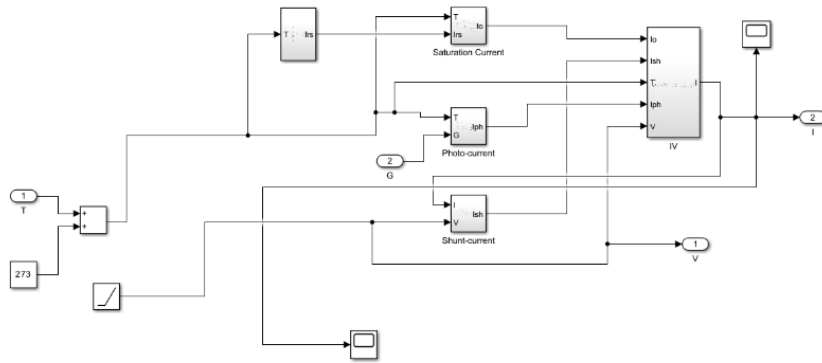 T Irs
T
Irs
Io
Saturation Current
Io
Ish
T I
Iph
V
IV
2
I
T
G
Iph
Photo-current
2
G
1
T
+
+
I
V
Ish
Shunt-current
1
V
273